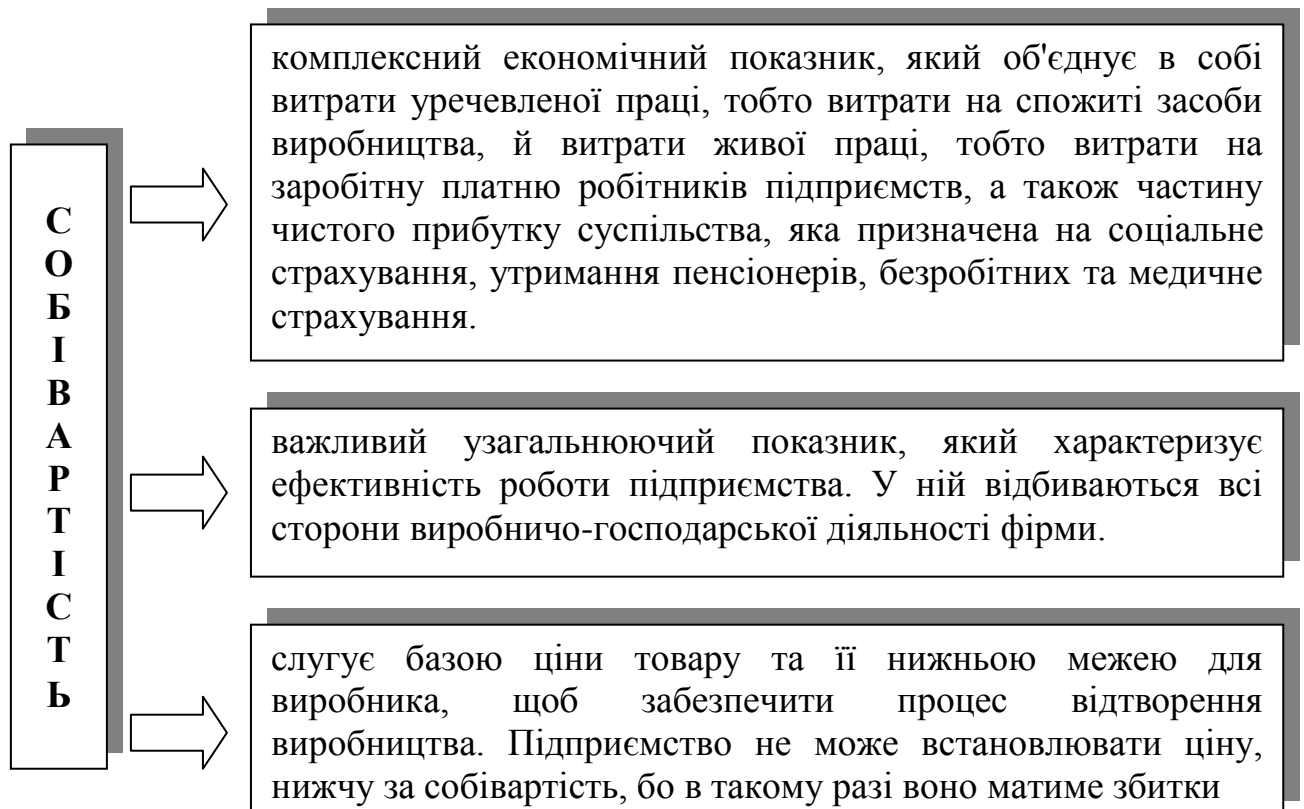 СОБІВАРТІСТЬ
комплексний економічний показник, який об'єднує в собі
витрати уречевленої праці, тобто витрати на спожиті засоби
виробництва, й витрати живої праці, тобто витрати на
заробітну платню робітників підприємств, а також частину
чистого прибутку суспільства, яка призначена на соціальне
страхування, утримання пенсіонерів, безробітних та медичне
страхування.
важливий узагальнюючий показник, який характеризує
ефективність роботи підприємства. У ній відбиваються всі
сторони виробничо-господарської діяльності фірми.
слугує базою ціни товару та її нижньою межею для
виробника, щоб забезпечити процес відтворення
виробництва. Підприємство не може встановлювати ціну,
нижчу за собівартість, бо в такому разі воно матиме збитки